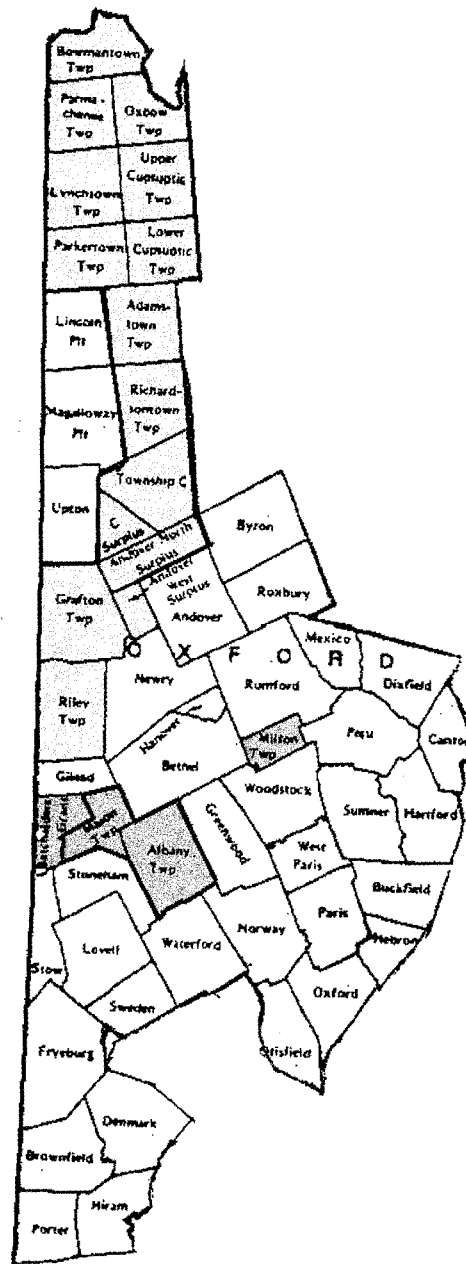 Bowmantown
Twp
Parma-
chenee
Twp
Oxbow
Twp
Lynchtown
Twp
Upper
Cupsuptic
Twp
Parkertown
Twp
Lower
Cupsuptic
Twp
Lincoln
Plt
Adams-
town
Twp
Magalloway
Plt
Richard-
sontown
Twp
Upton
Township C
C
Surplus
Andover North
Surplus
Andover
West
Surplus
Andover
Byron
Roxbury
Grafton
Twp
OXFORD
Newry
Mexico
Rumford
Dixfield
Riley
Twp
Hanover
Milton
Twp
Peru
Canton
Gilead
Bethel
Woodstock
Mason
Twp
Albany
Twp
Greenwood
Sumner
Hartford
Stoneham
West
Paris
Buckfield
Lovell
Waterford
Norway
Paris
Hebron
Stow
Sweden
Oxford
Otisfield
Fryeburg
Denmark
Brownfield
Hiram
Porter